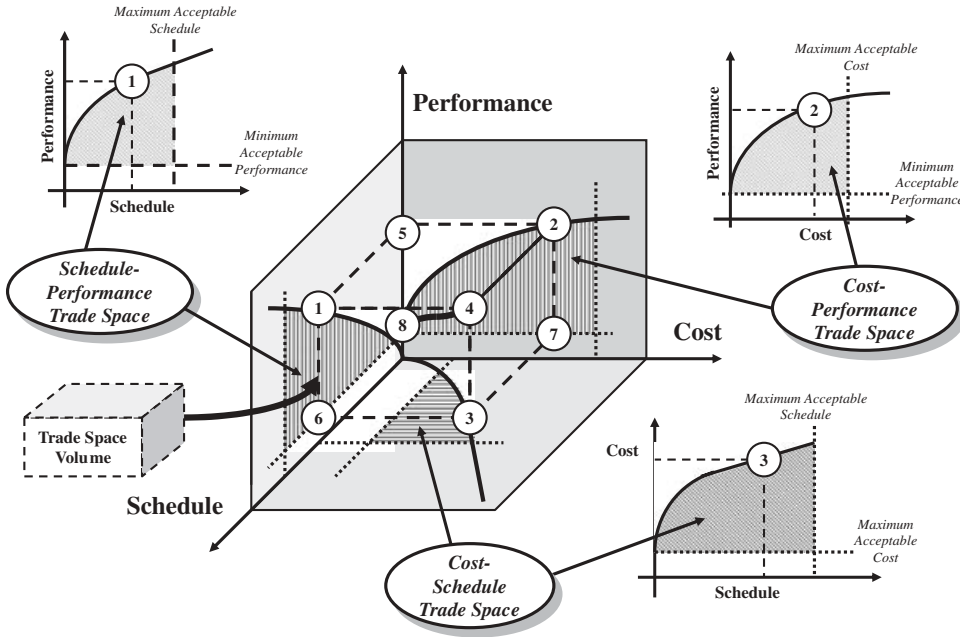 Maximum Acceptable
Schedule
Performance
1
Minimum
Acceptable
Performance
Schedule
Performance
Maximum Acceptable
Cost
Performance
2
Minimum
Acceptable
Performance
Cost
5
2
1
4
8
7
6
3
Cost
Schedule
Schedule-
Performance
Trade Space
Cost-
Performance
Trade Space
Trade Space
Volume
Cost-
Schedule
Trade Space
Maximum Acceptable
Schedule
Cost
3
Maximum
Acceptable
Cost
Schedule